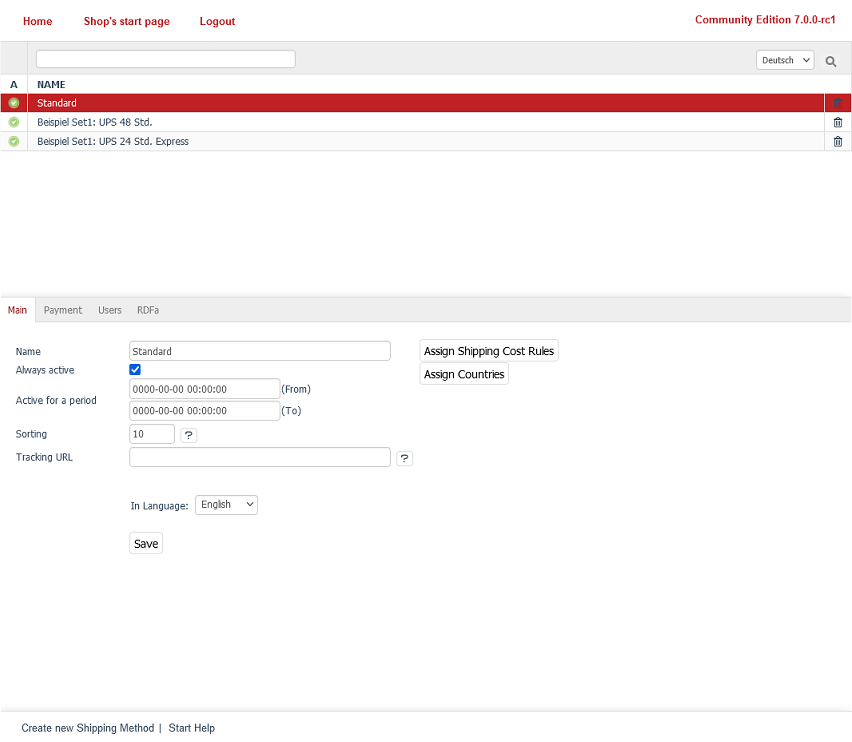 Home Shop's start page Logout Community Edition 7.0.0-rc1
Deutsch
A NAME
Standard
Beispiel Set1: UPS 48 Std.
Beispiel Set1: UPS 24 Std. Express
Main Payment Users RDFa
Name Standard Assign Shipping Cost Rules
Always active Assign Countries
Active for a period 0000-00-00 00:00:00 (From)
0000-00-00 00:00:00 (To)
Sorting 10 ?
Tracking URL ?
In Language: English
Save
Create new Shipping Method | Start Help